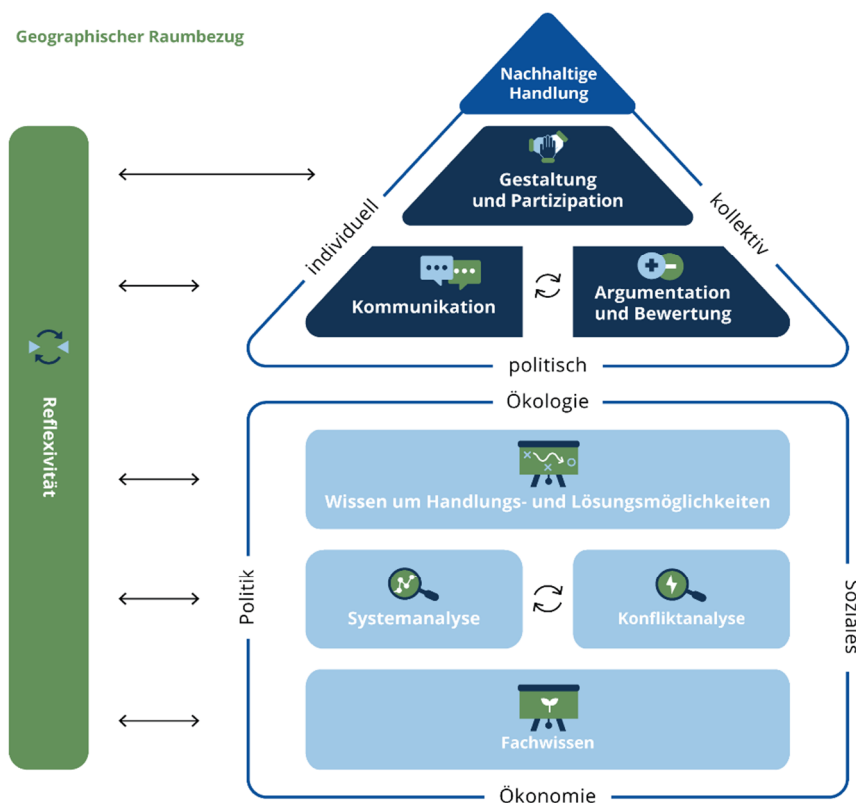 Geographischer Raumbezug
Nachhaltige
Handlung
Gestaltung
und Partizipation
individuell
kollektiv
Kommunikation
Argumentation
und Bewertung
politisch
Ökologie
Reflexivität
Wissen um Handlungs- und Lösungsmöglichkeiten
Politik
Soziales
Systemanalyse
Konfliktanalyse
Fachwissen
Ökonomie